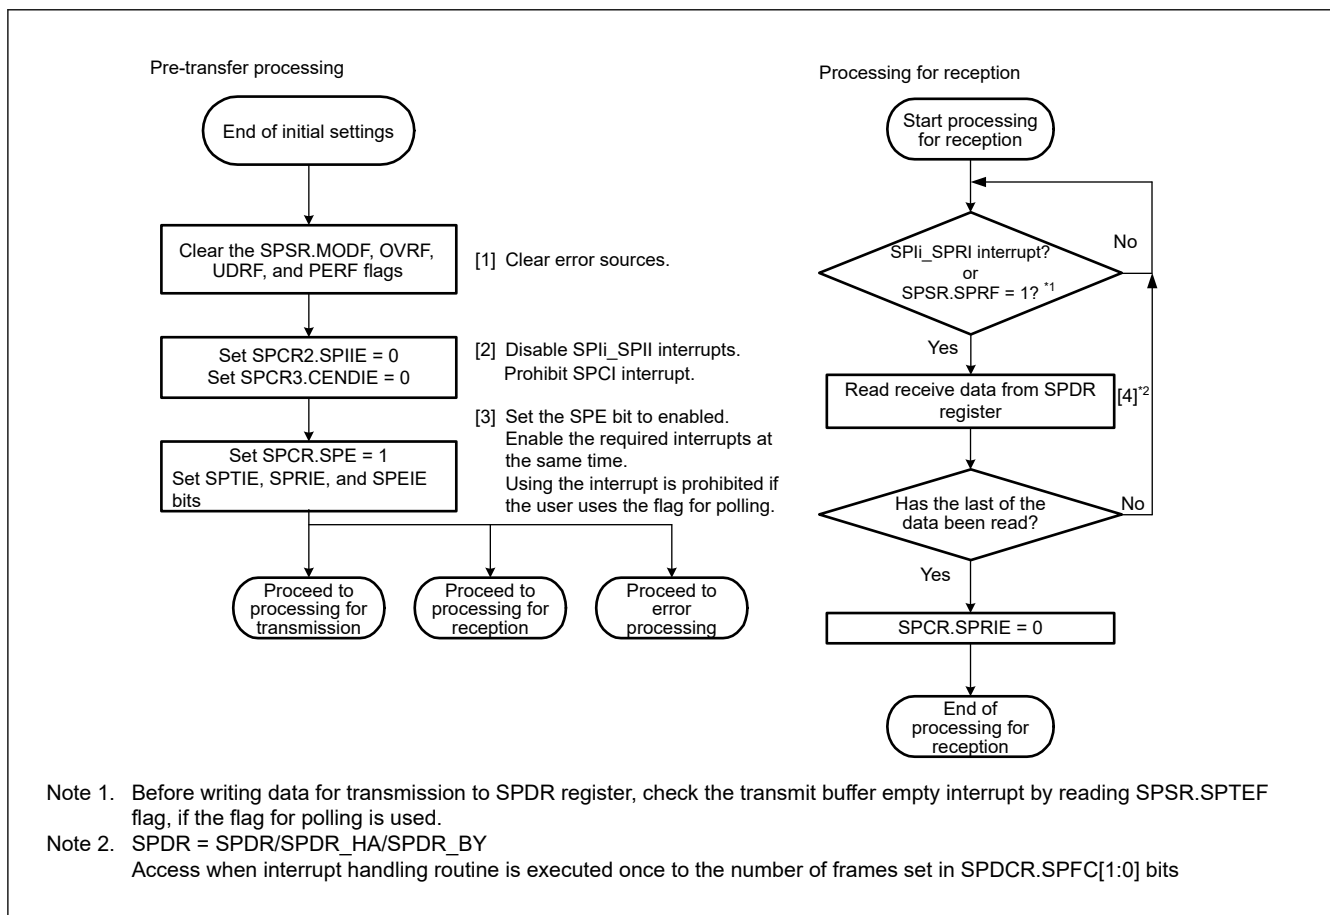 Pre-transfer processing
End of initial settings
Clear the SPSR.MODF, OVRF,
UDRF, and PERF flags
[1] Clear error sources.
Set SPCR2.SPIIE = 0
Set SPCR3.CENDIE = 0
[2] Disable SPIi_SPII interrupts.
Prohibit SPCI interrupt.
Set SPCR.SPE = 1
Set SPTIE, SPRIE, and SPEIE
bits
[3] Set the SPE bit to enabled.
Enable the required interrupts at
the same time.
Using the interrupt is prohibited if
the user uses the flag for polling.
Proceed to
processing for
transmission
Proceed to
processing for
reception
Proceed to
error
processing
Processing for reception
Start processing
for reception
SPIi_SPRI interrupt?
or
SPSR.SPRF = 1? *1
No
Yes
Read receive data from SPDR
register
[4]*2
Has the last of the
data been read?
No
Yes
SPCR.SPRIE = 0
End of
processing for
reception
Note 1. Before writing data for transmission to SPDR register, check the transmit buffer empty interrupt by reading SPSR.SPTEF
flag, if the flag for polling is used.
Note 2. SPDR = SPDR/SPDR_HA/SPDR_BY
Access when interrupt handling routine is executed once to the number of frames set in SPDCR.SPFC[1:0] bits